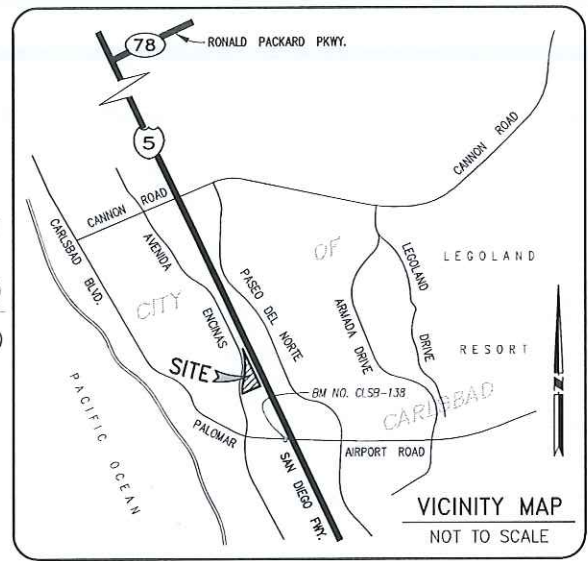 78
RONALD PACKARD PKWY.
5
CANNON ROAD
CANNON ROAD
CARLSBAD BLVD.
AVENIDA
ENCINAS
PASEO DEL NORTE
OF
LEGOLAND
DRIVE
LEGOLAND
RESORT
ARMADA DRIVE
CITY
SITE
BM NO. CLSB-138
CARLSBAD
PACIFIC OCEAN
PALOMAR
AIRPORT ROAD
SAN DIEGO FWY.
N
VICINITY MAP
NOT TO SCALE